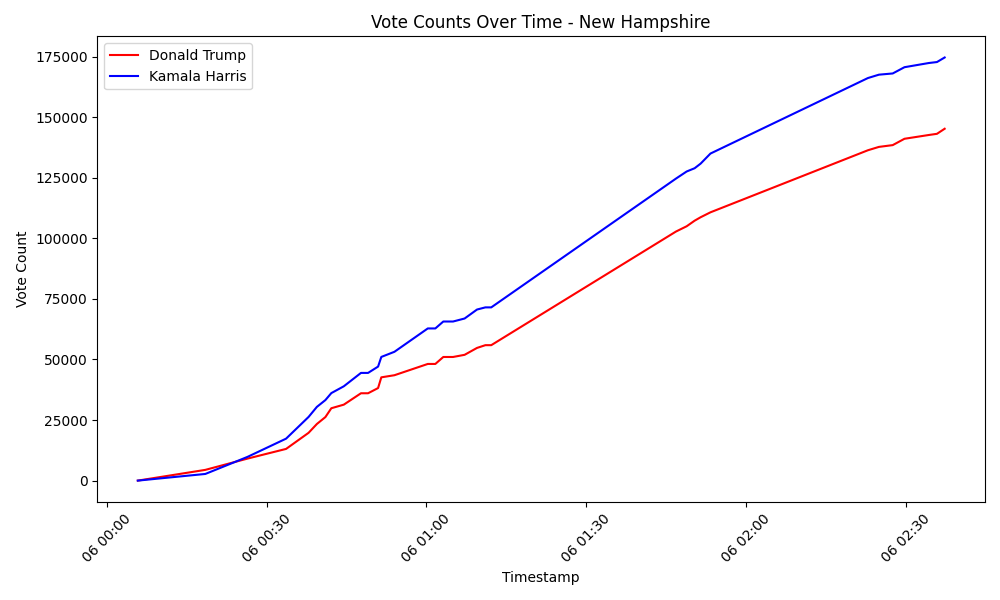 Vote Counts Over Time - New Hampshire
Donald Trump
Kamala Harris
Vote Count
175000
150000
125000
100000
75000
50000
25000
0
06 00:00
06 00:30
06 01:00
06 01:30
06 02:00
06 02:30
Timestamp